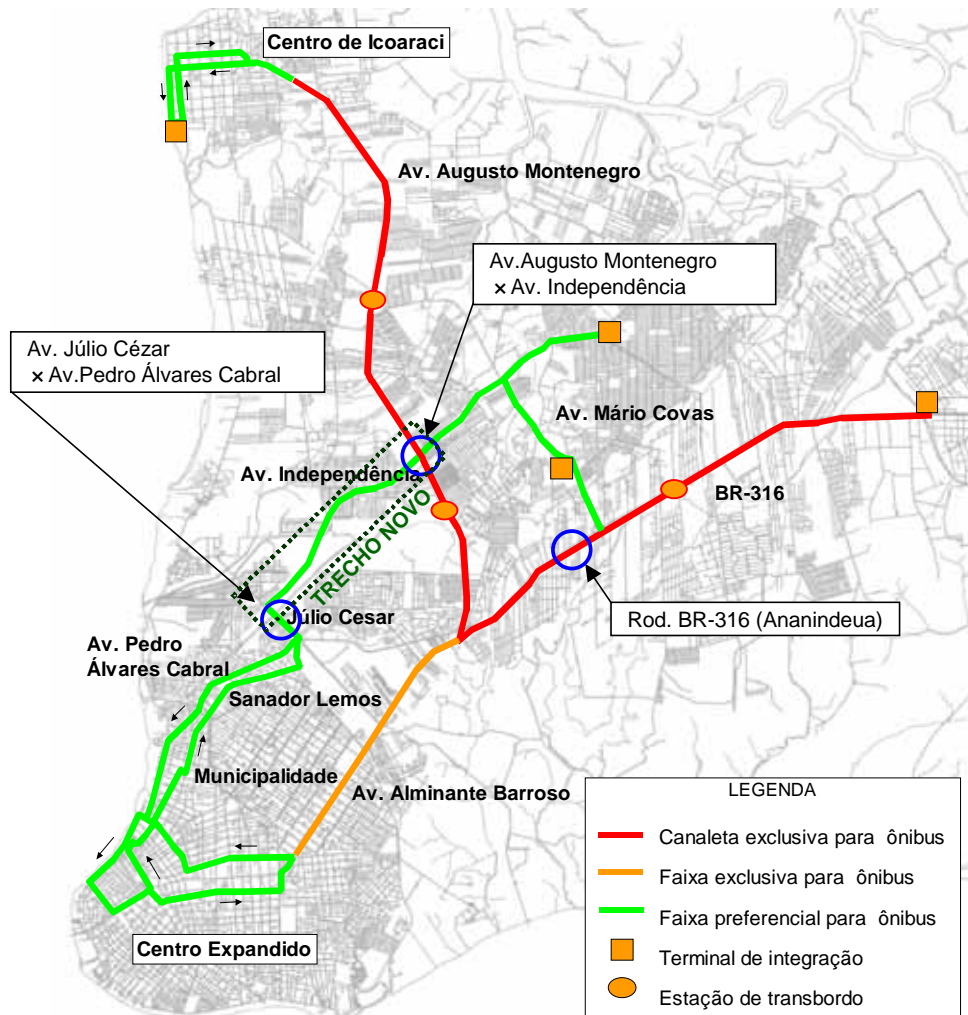 Centro de Icoaraci
Av. Augusto Montenegro
Av.Augusto Montenegro
× Av. Independência
Av. Júlio Cézar
× Av.Pedro Álvares Cabral
Av. Mário Covas
Av. Independência
BR-316
TRECHO NOVO
Júlio Cesar
Rod. BR-316 (Ananindeua)
Av. Pedro
Álvares Cabral
Sanador Lemos
Municipalidade
Av. Alminante Barroso
Centro Expandido
LEGENDA
Canaleta exclusiva para ônibus
Faixa exclusiva para ônibus
Faixa preferencial para ônibus
Terminal de integração
Estação de transbordo